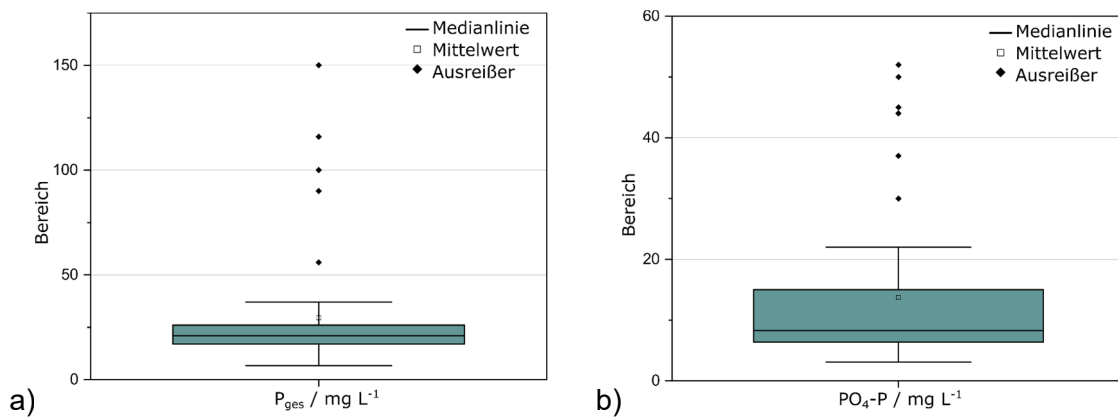 Medianlinie
Mittelwert
Ausreißer
150
100
50
0
Bereich
P_ges / mg L⁻¹
a)
Medianlinie
Mittelwert
Ausreißer
60
40
20
0
Bereich
PO₄-P / mg L⁻¹
b)